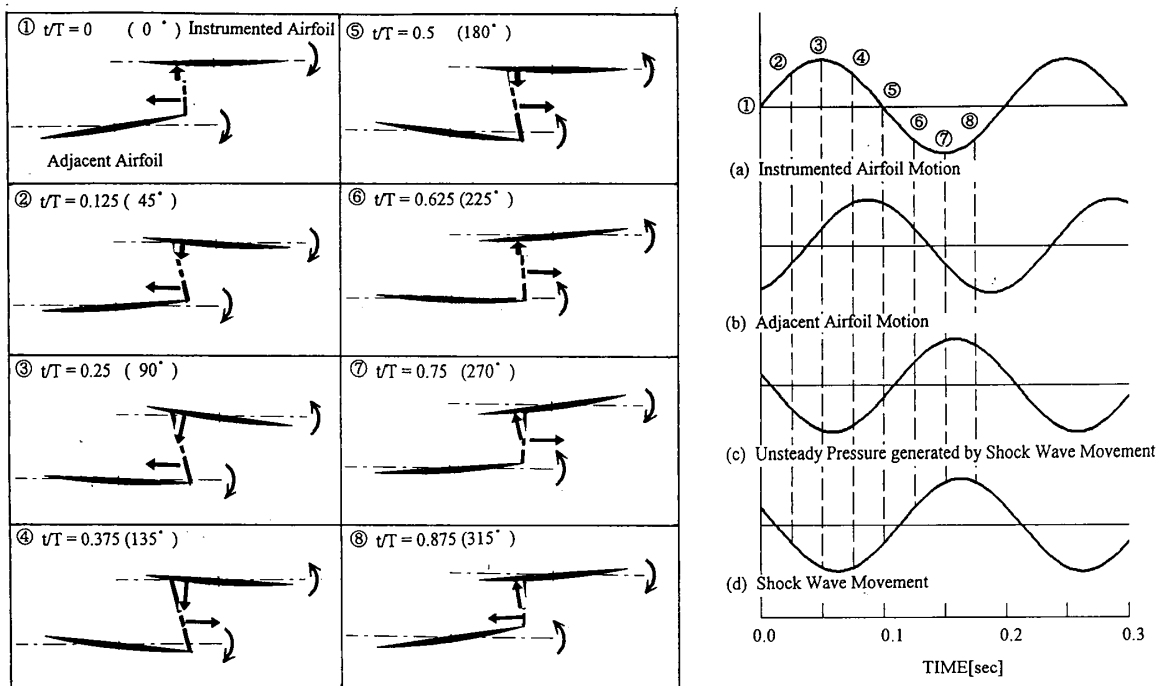 ① t/T = 0 ( 0° ) Instrumented Airfoil
Adjacent Airfoil
② t/T = 0.125 ( 45° )
③ t/T = 0.25 ( 90° )
④ t/T = 0.375 (135° )
⑤ t/T = 0.5 (180° )
⑥ t/T = 0.625 (225° )
⑦ t/T = 0.75 (270° )
⑧ t/T = 0.875 (315° )
① ② ③ ④ ⑤ ⑥ ⑦ ⑧
(a) Instrumented Airfoil Motion
(b) Adjacent Airfoil Motion
(c) Unsteady Pressure generated by Shock Wave Movement
(d) Shock Wave Movement
0.0 0.1 0.2 0.3
TIME[sec]